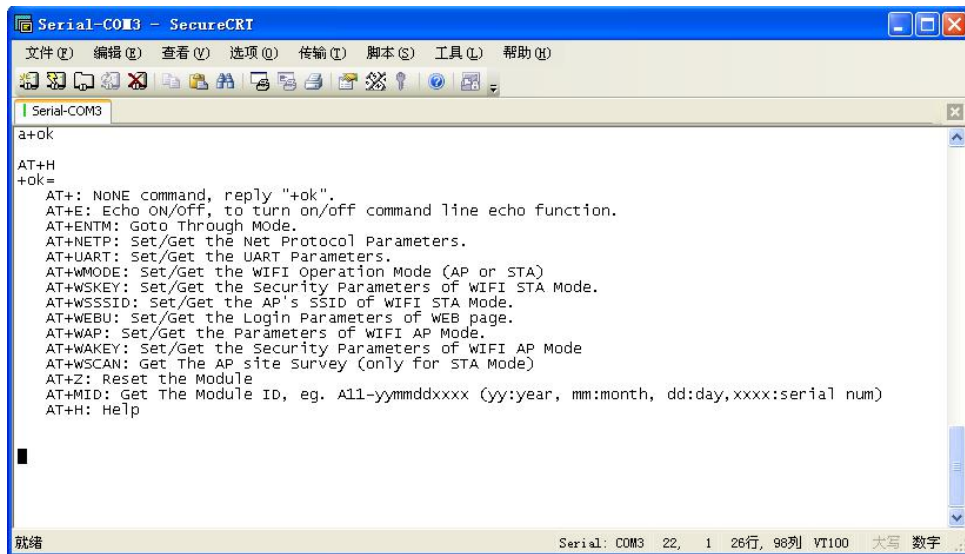 Serial-COM3 - SecureCRT
文件(F) 编辑(E) 查看(V) 选项(O) 传输(T) 脚本(S) 工具(L) 帮助(H)
Serial-COM3
a+ok
AT+H
+ok=
AT+: NONE command, reply "+ok".
AT+E: Echo ON/Off, to turn on/off command line echo function.
AT+ENTM: Goto Through MOde.
AT+NETP: Set/Get the Net Protocol Parameters.
AT+UART: Set/Get the UART Parameters.
AT+WMODE: Set/Get the WIFI Operation Mode (AP or STA)
AT+WSKEY: Set/Get the Security Parameters of WIFI STA Mode.
AT+WSSSID: Set/Get the AP's SSID of WIFI STA Mode.
AT+WEBU: Set/Get the Login Parameters of WEB page.
AT+WAP: Set/Get the Parameters of WIFI AP Mode.
AT+WAKEY: Set/Get the Security Parameters of WIFI AP Mode
AT+WSCAN: Get The AP site Survey (only for STA Mode)
AT+Z: Reset the Module
AT+MID: Get The Module ID, eg. A11-yymmddxxxx (yy:year, mm:month, dd:day,xxxx:serial num)
AT+H: Help
就绪 Serial: COM3 22, 1 26行, 98列 VT100 大写 数字